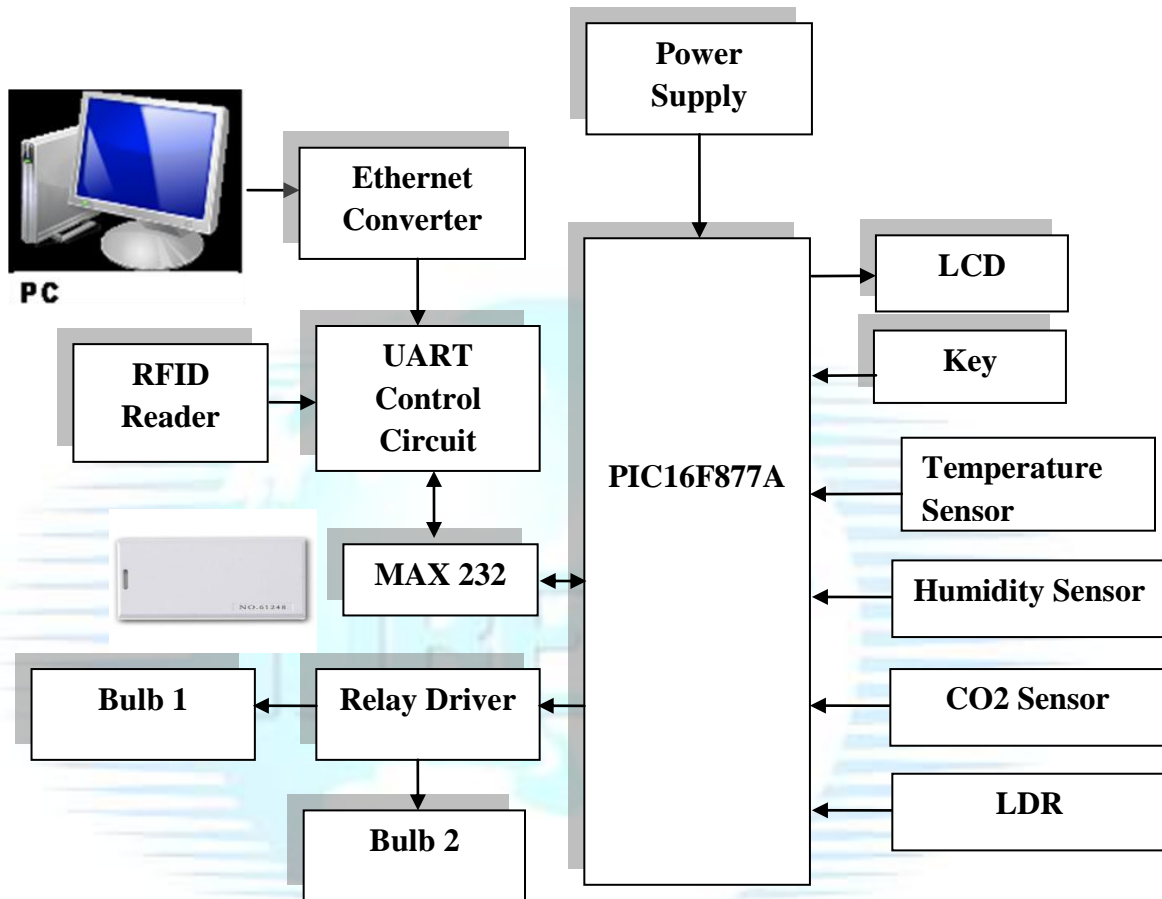 Power
Supply
Ethernet
Converter
PC
LCD
UART
Control
Circuit
RFID
Reader
Key
PIC16F877A
Temperature
Sensor
MAX 232
NO.61248
Humidity Sensor
Bulb 1
Relay Driver
CO2 Sensor
LDR
Bulb 2